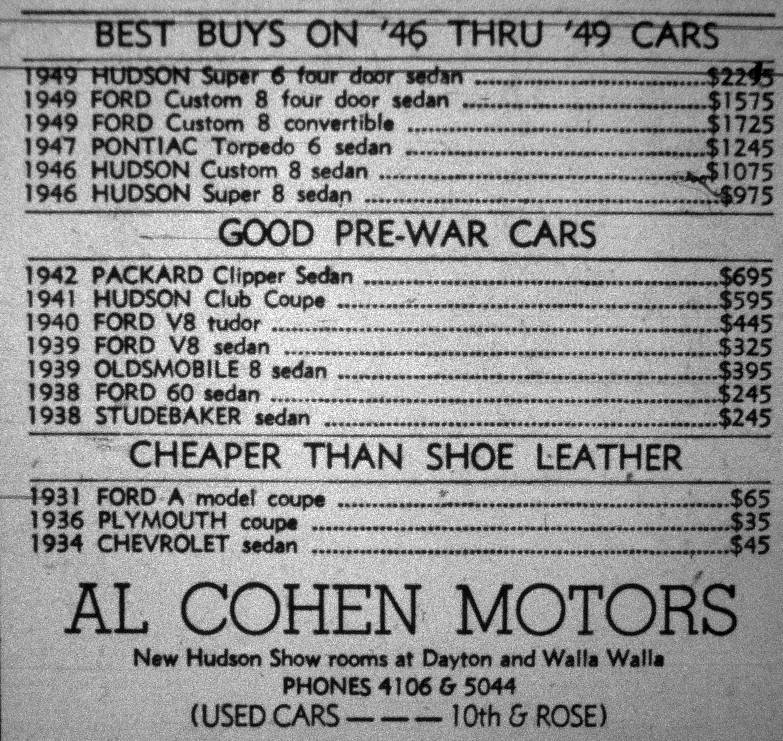 BEST BUYS ON '46 THRU '49 CARS
1949 HUDSON Super 6 four door sedan ........ $2295
1949 FORD Custom 8 four door sedan ........ $1575
1949 FORD Custom 8 convertible ........ $1725
1947 PONTIAC Torpedo 6 sedan ........ $1245
1946 HUDSON Custom 8 sedan ........ $1075
1946 HUDSON Super 8 sedan ........ $975
GOOD PRE-WAR CARS
1942 PACKARD Clipper Sedan ........ $695
1941 HUDSON Club Coupe ........ $595
1940 FORD V8 tudor ........ $445
1939 FORD V8 sedan ........ $325
1939 OLDSMOBILE 8 sedan ........ $395
1938 FORD 60 sedan ........ $245
1938 STUDEBAKER sedan ........ $245
CHEAPER THAN SHOE LEATHER
1931 FORD A model coupe ........ $65
1936 PLYMOUTH coupe ........ $35
1934 CHEVROLET sedan ........ $45
AL COHEN MOTORS
New Hudson Show rooms at Dayton and Walla Walla
PHONES 4106 & 5044
(USED CARS — — — 10th & ROSE)